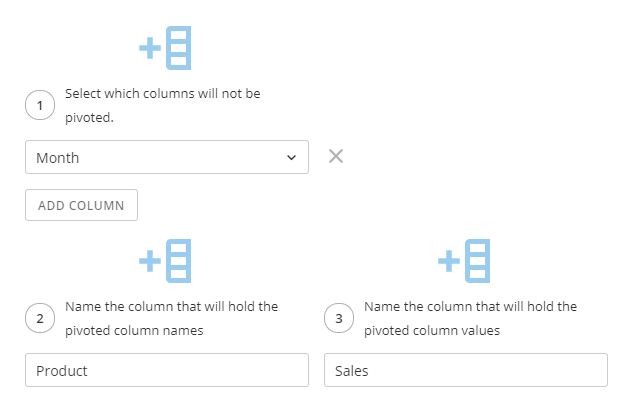 1
Select which columns will not be
pivoted.
Month
ADD COLUMN
2
Name the column that will hold the
pivoted column names
Product
3
Name the column that will hold the
pivoted column values
Sales